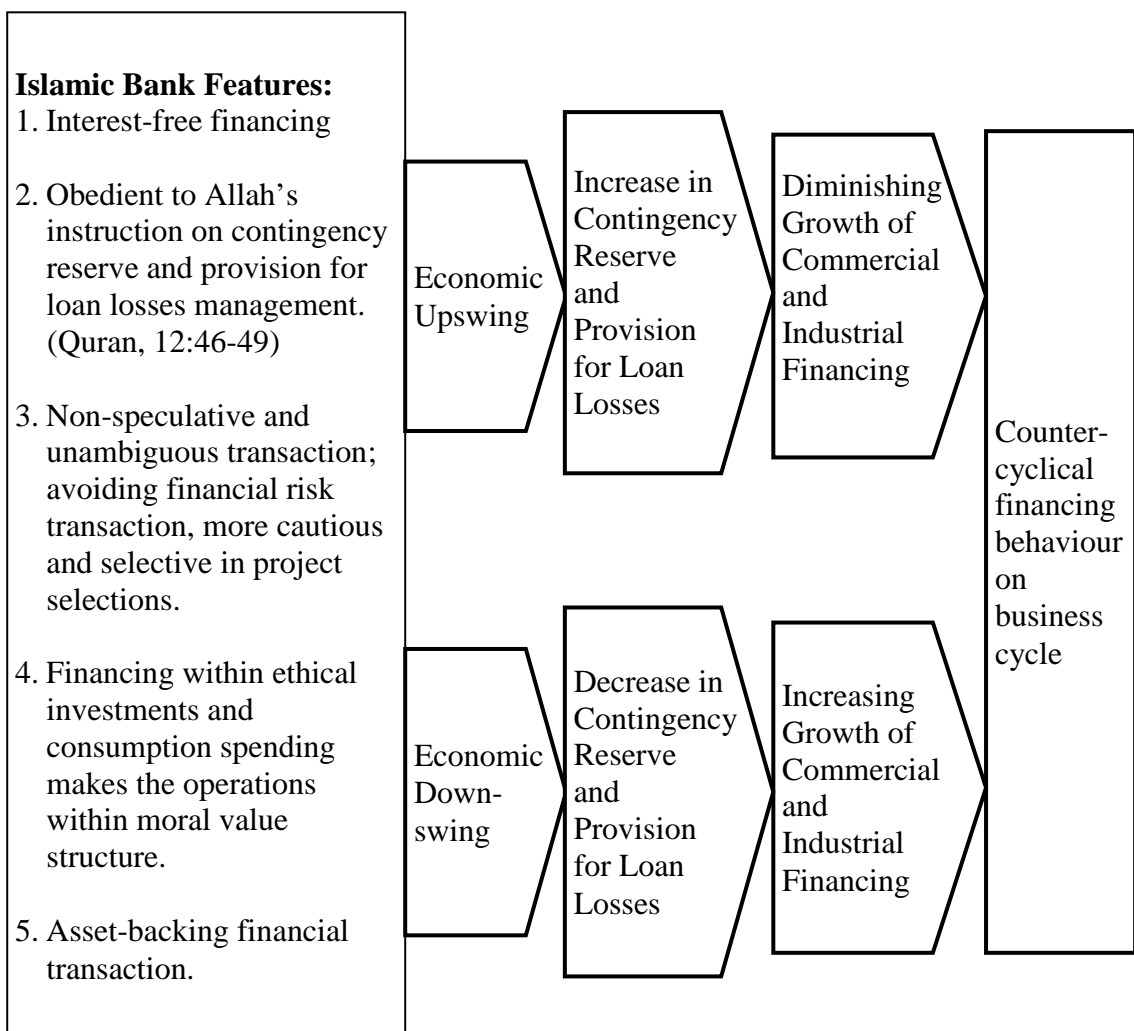 Islamic Bank Features:
1. Interest-free financing
2. Obedient to Allah’s
instruction on contingency
reserve and provision for
loan losses management.
(Quran, 12:46-49)
3. Non-speculative and
unambiguous transaction;
avoiding financial risk
transaction, more cautious
and selective in project
selections.
4. Financing within ethical
investments and
consumption spending
makes the operations
within moral value
structure.
5. Asset-backing financial
transaction.
Economic
Upswing
Increase in
Contingency
Reserve
and
Provision
for Loan
Losses
Diminishing
Growth of
Commercial
and
Industrial
Financing
Economic
Down-
swing
Decrease in
Contingency
Reserve
and
Provision
for Loan
Losses
Increasing
Growth of
Commercial
and
Industrial
Financing
Counter-
cyclical
financing
behaviour
on
business
cycle